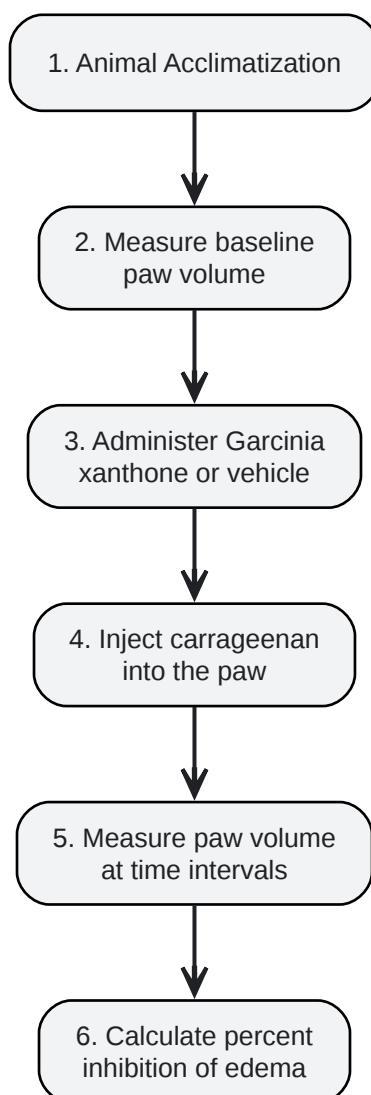 1. Animal Acclimatization
2. Measure baseline
paw volume
3. Administer Garcinia
xanthone or vehicle
4. Inject carrageenan
into the paw
5. Measure paw volume
at time intervals
6. Calculate percent
inhibition of edema